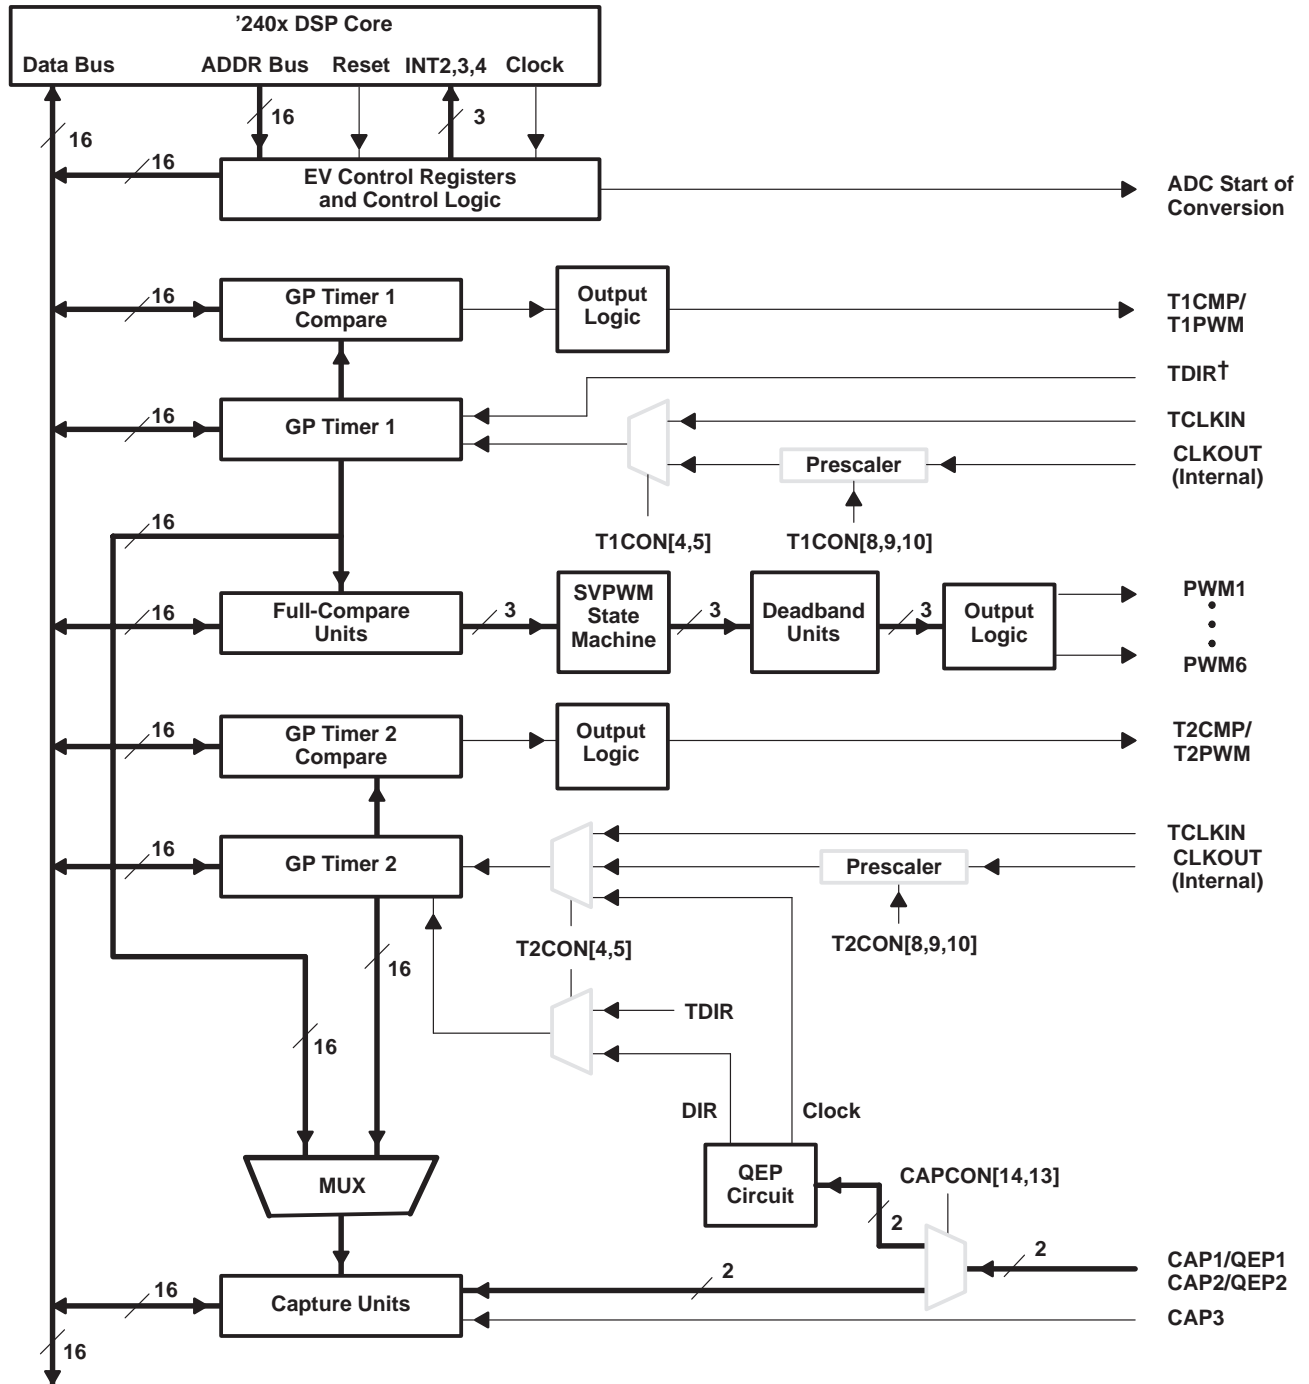 ’240x DSP Core
Data Bus ADDR Bus Reset INT2,3,4 Clock
16 3
16
16
EV Control Registers
and Control Logic
ADC Start of
Conversion
16
GP Timer 1
Compare
Output
Logic
T1CMP/
T1PWM
TDIR†
16
GP Timer 1
TCLKIN
Prescaler
CLKOUT
(Internal)
16
T1CON[4,5]
T1CON[8,9,10]
16
Full-Compare
Units
3
SVPWM
State
Machine
3
Deadband
Units
3
Output
Logic
PWM1
PWM6
16
GP Timer 2
Compare
Output
Logic
T2CMP/
T2PWM
16
GP Timer 2
TCLKIN
Prescaler
CLKOUT
(Internal)
T2CON[4,5]
T2CON[8,9,10]
16
TDIR
16
DIR
Clock
MUX
QEP
Circuit
CAPCON[14,13]
2
2
CAP1/QEP1
CAP2/QEP2
16
Capture Units
2
CAP3
16